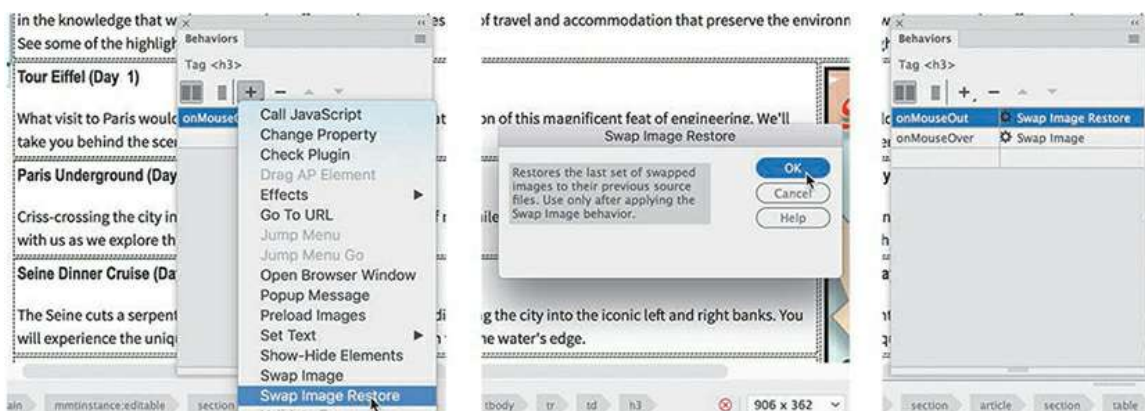 in the knowledge that w
See some of the highligh
Tour Eiffel (Day 1)
What visit to Paris would
take you behind the scen
Paris Underground (Day
Criss-crossing the city in
with us as we explore th
Seine Dinner Cruise (Da
The Seine cuts a serpent
will experience the uniqu
mmtinstance:editable
section
Behaviors
Tag <h3>
onMouseO
Call JavaScript
Change Property
Check Plugin
Drag AP Element
Effects
Go To URL
Jump Menu
Jump Menu Go
Open Browser Window
Popup Message
Preload Images
Set Text
Show-Hide Elements
Swap Image
Swap Image Restore
of travel and accommodation that preserve the environm
on of this magnificent feat of engineering. We'll
Swap Image Restore
Restores the last set of swapped
images to their previous source
files. Use only after applying the
Swap Image behavior.
OK
Cancel
Help
g the city into the iconic left and right banks. You
he water's edge.
tbody tr td h3 906 x 362
Behaviors
Tag <h3>
onMouseOut Swap Image Restore
onMouseOver Swap Image
section article section table